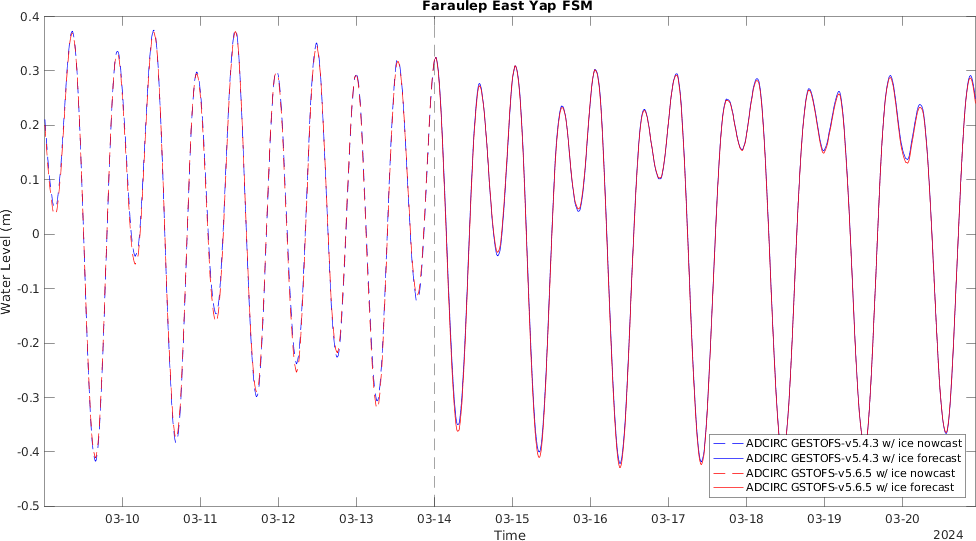 Faraulep East Yap FSM
0.4
0.3
0.2
0.1
0
-0.1
-0.2
-0.3
-0.4
-0.5
Water Level (m)
03-10 03-11 03-12 03-13 03-14 03-15 03-16 03-17 03-18 03-19 03-20
Time
2024
ADCIRC GESTOFS-v5.4.3 w/ ice nowcast
ADCIRC GESTOFS-v5.4.3 w/ ice forecast
ADCIRC GSTOFS-v5.6.5 w/ ice nowcast
ADCIRC GSTOFS-v5.6.5 w/ ice forecast